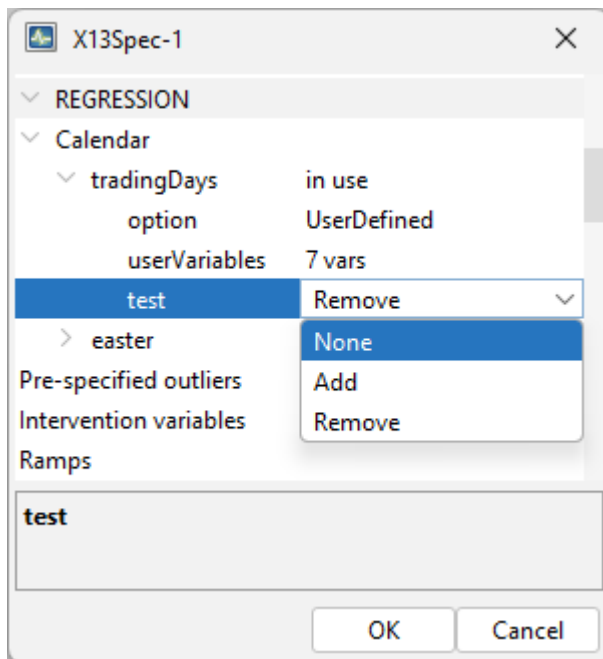 X13Spec-1
REGRESSION
Calendar
tradingDays in use
option UserDefined
userVariables 7 vars
test Remove
easter None
Add
Pre-specified outliers
Remove
Intervention variables
Ramps
test
OK Cancel